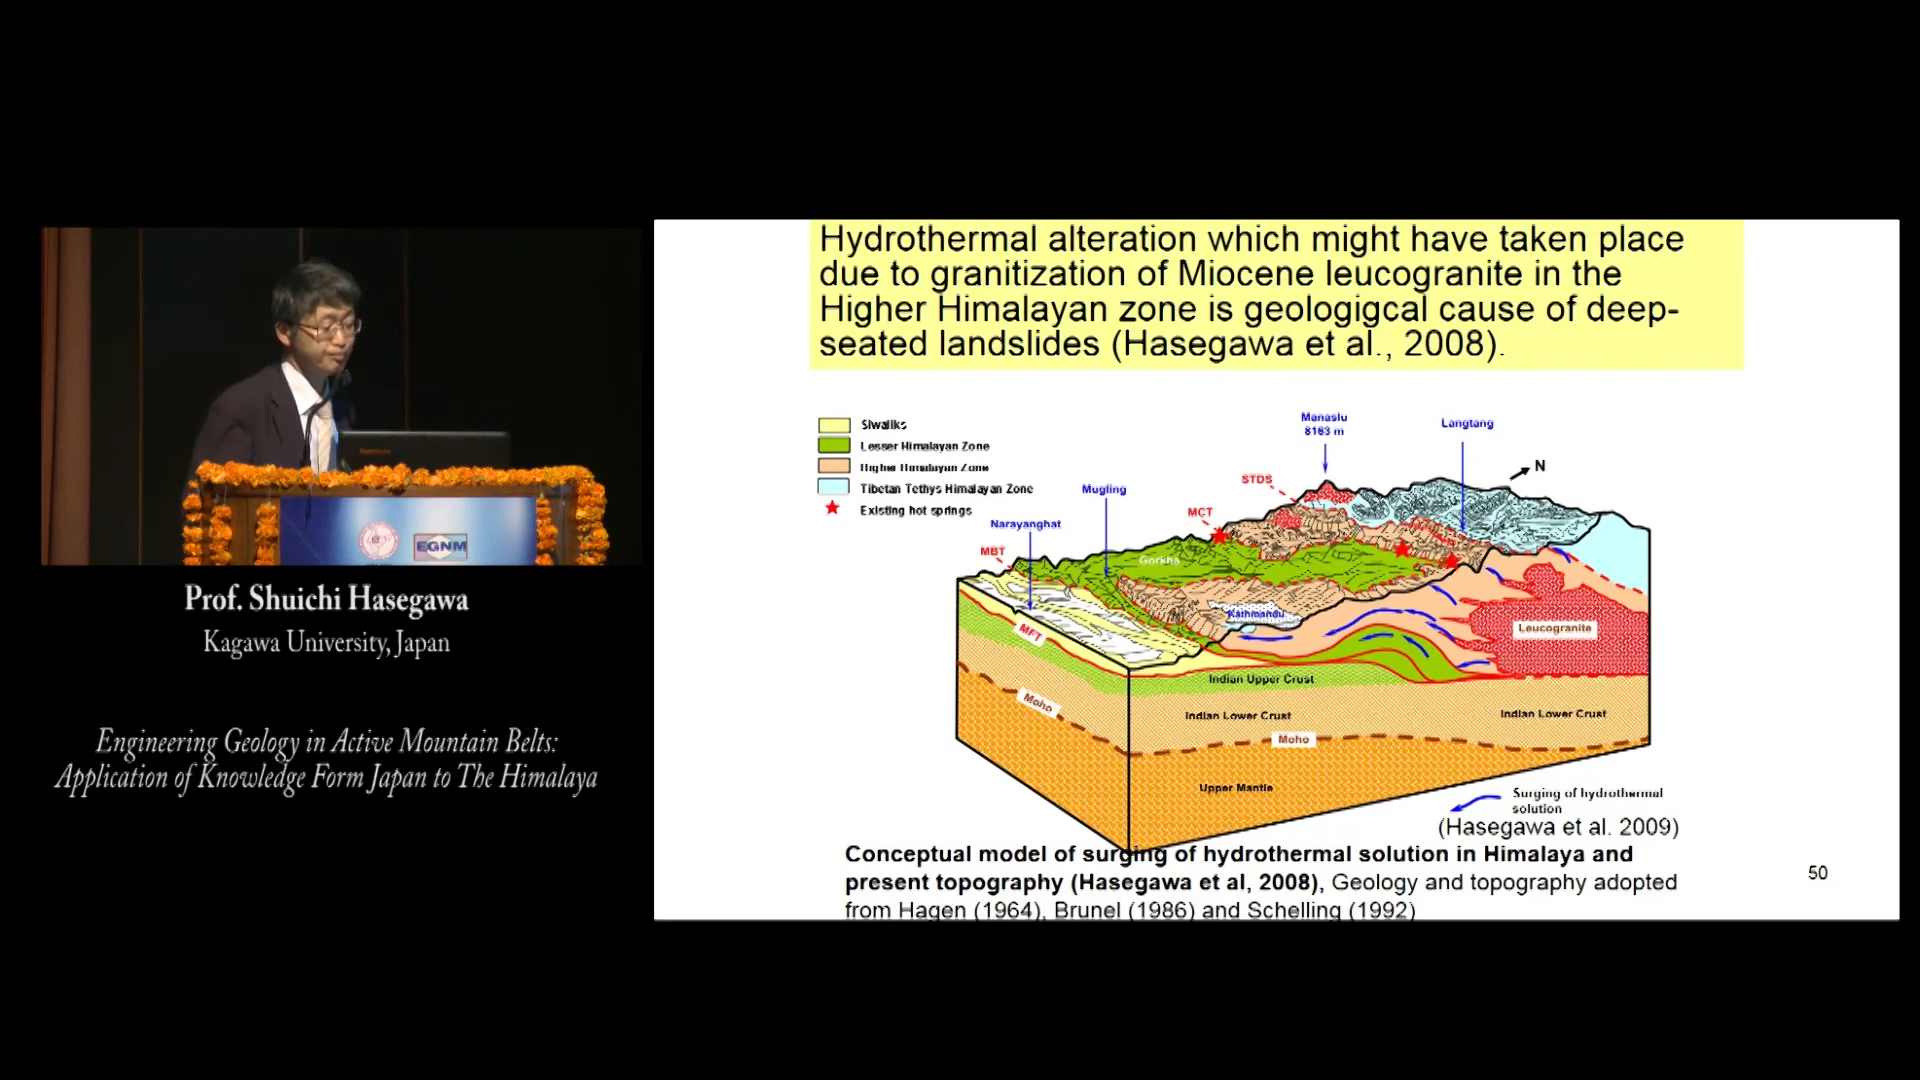 Hydrothermal alteration which might have taken place
due to granitization of Miocene leucogranite in the
Higher Himalayan zone is geologigcal cause of deep-
seated landslides (Hasegawa et al., 2008).
Siwaliks
Lesser Himalayan Zone
Higher Himalayan Zone
Tibetan Tethys Himalayan Zone
Existing hot springs
Manaslu
8163 m
Langtang
N
STDS
Mugling
MCT
Narayanghat
MBT
Gorkha
Kathmandu
MFT
Leucogranite
Indian Upper Crust
Moho
Indian Lower Crust
Indian Lower Crust
Moho
Upper Mantle
Surging of hydrothermal
solution
(Hasegawa et al. 2009)
Conceptual model of surging of hydrothermal solution in Himalaya and
present topography (Hasegawa et al, 2008), Geology and topography adopted
from Hagen (1964), Brunel (1986) and Schelling (1992)
50
EGNM
Prof. Shuichi Hasegawa
Kagawa University, Japan
Engineering Geology in Active Mountain Belts:
Application of Knowledge Form Japan to The Himalaya